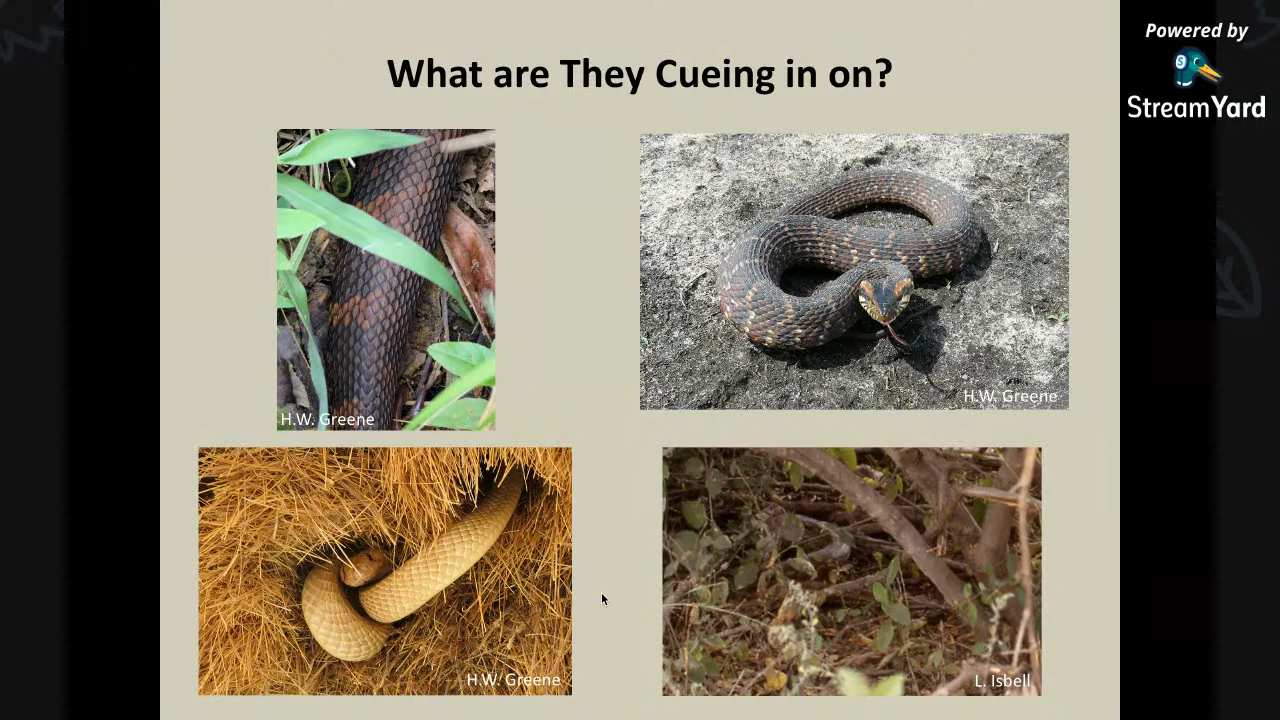 Powered by
StreamYard
What are They Cueing in on?
H.W. Greene
H.W. Greene
H.W. Greene
L. Isbell